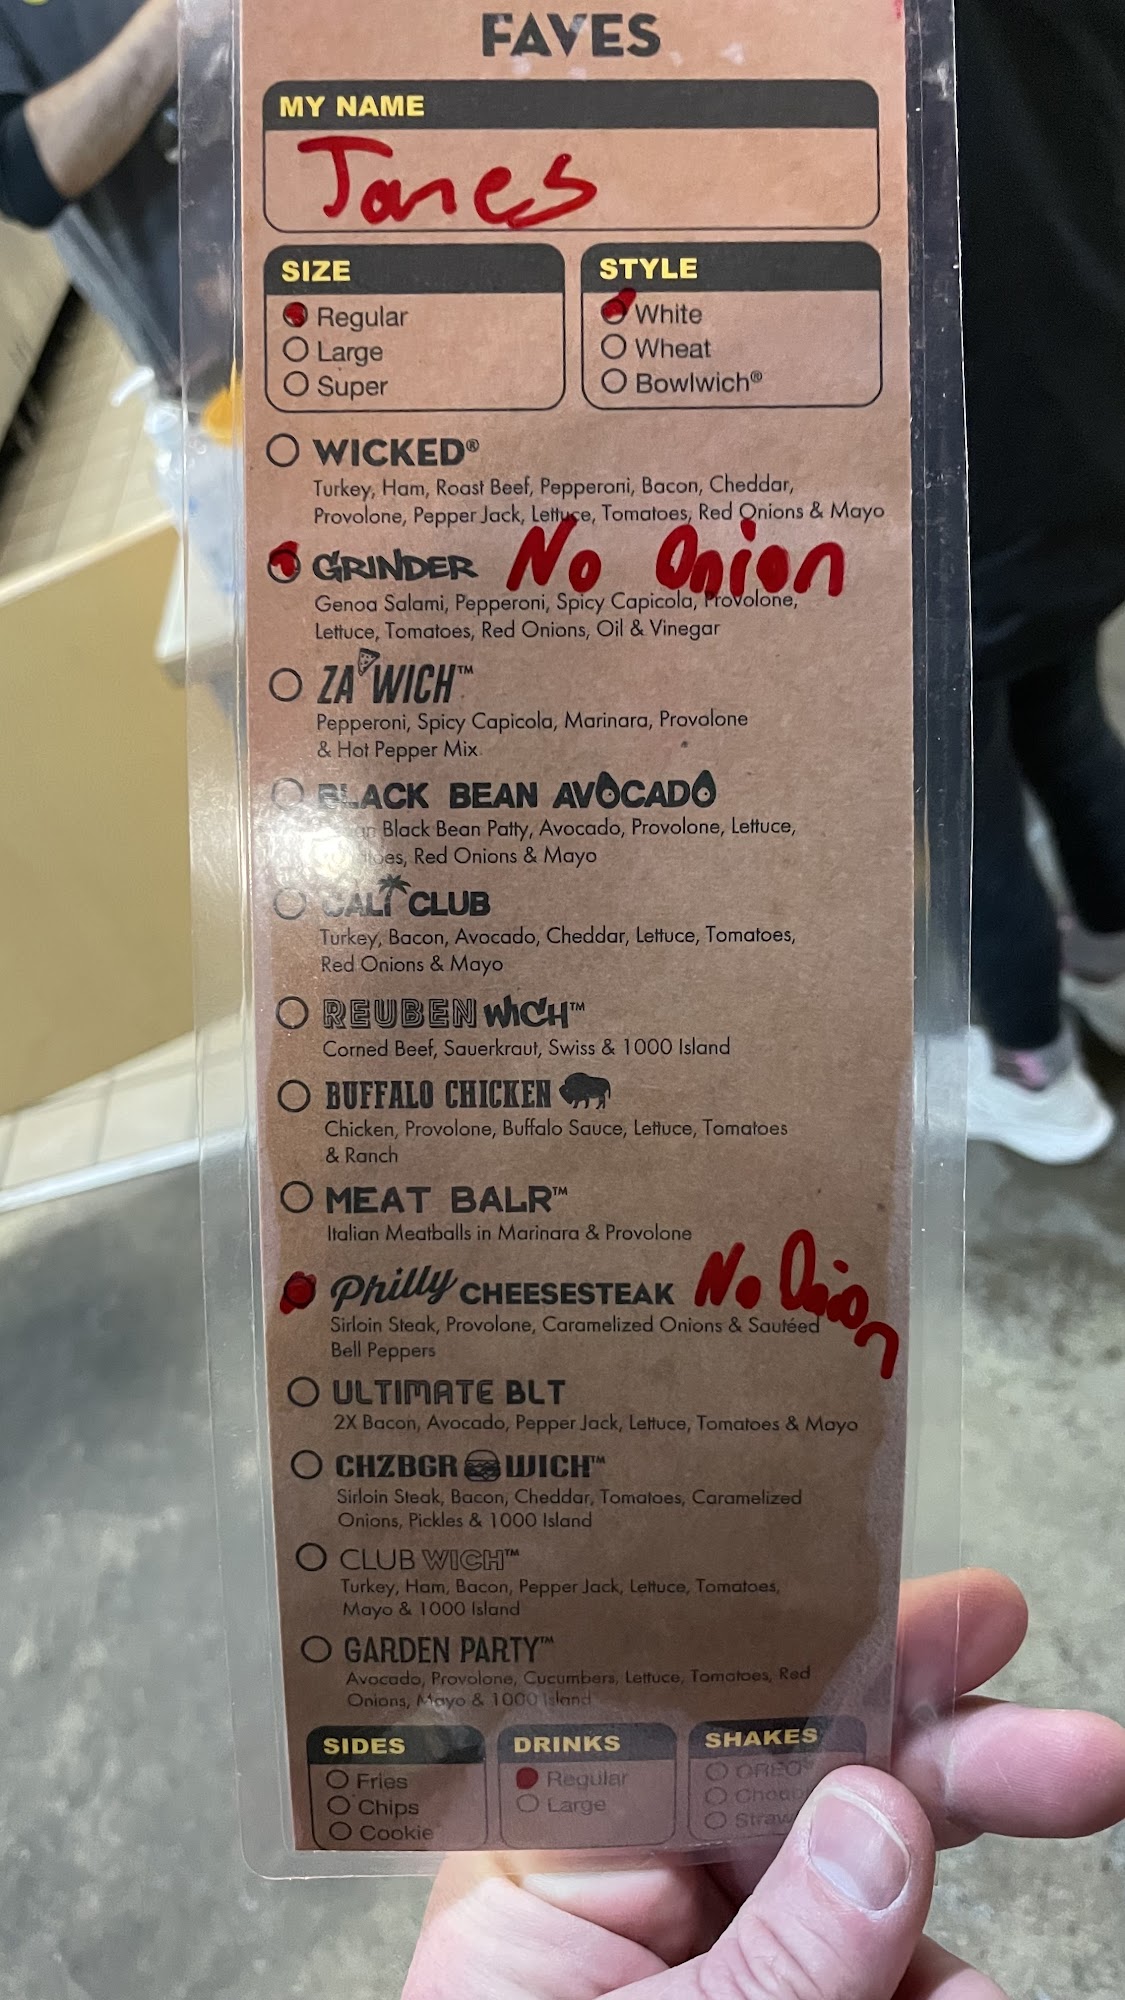 FAVES
MY NAME
Jones
SIZE
Regular
Large
Super
STYLE
White
Wheat
Bowlwich®
WICKED®
Turkey, Ham, Roast Beef, Pepperoni, Bacon, Cheddar,
Provolone, Pepper Jack, Lettuce, Tomatoes, Red Onions & Mayo
GRINDER No Onion
Genoa Salami, Pepperoni, Spicy Capicola, Provolone,
Lettuce, Tomatoes, Red Onions, Oil & Vinegar
ZA WICH™
Pepperoni, Spicy Capicola, Marinara, Provolone
& Hot Pepper Mix
BLACK BEAN AVOCADO
Black Bean Patty, Avocado, Provolone, Lettuce,
Red Onions & Mayo
CALI CLUB
Turkey, Bacon, Avocado, Cheddar, Lettuce, Tomatoes,
Red Onions & Mayo
REUBEN WICH™
Corned Beef, Sauerkraut, Swiss & 1000 Island
BUFFALO CHICKEN
Chicken, Provolone, Buffalo Sauce, Lettuce, Tomatoes
& Ranch
MEAT BALR™
Italian Meatballs in Marinara & Provolone
Philly CHEESESTEAK No Onion
Sirloin Steak, Provolone, Caramelized Onions & Sautéed
Bell Peppers
ULTIMATE BLT
2X Bacon, Avocado, Pepper Jack, Lettuce, Tomatoes & Mayo
CHZBGR WICH™
Sirloin Steak, Bacon, Cheddar, Tomatoes, Caramelized
Onions, Pickles & 1000 Island
CLUB WICH™
Turkey, Ham, Bacon, Pepper Jack, Lettuce, Tomatoes,
Mayo & 1000 Island
GARDEN PARTY™
Avocado, Provolone, Cucumbers, Lettuce, Tomatoes, Red
Onions, Mayo & 1000 Island
SIDES
Fries
Chips
Cookie
DRINKS
Regular
Large
SHAKES
OREO®